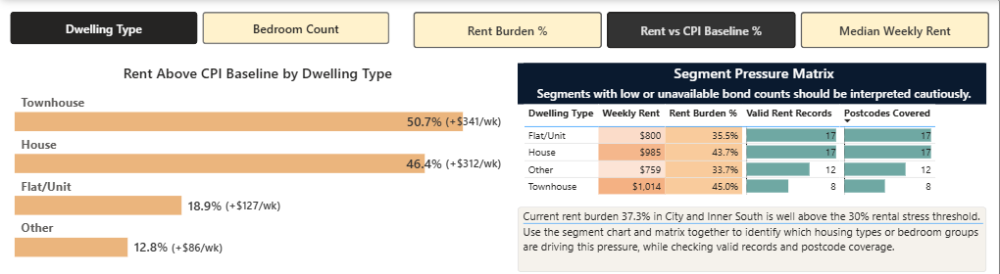 Dwelling Type
Bedroom Count
Rent Burden %
Rent vs CPI Baseline %
Median Weekly Rent
Rent Above CPI Baseline by Dwelling Type
Townhouse
50.7% (+$341/wk)
House
46.4% (+$312/wk)
Flat/Unit
18.9% (+$127/wk)
Other
12.8% (+$86/wk)
Segment Pressure Matrix
Segments with low or unavailable bond counts should be interpreted cautiously.
Dwelling Type Weekly Rent Rent Burden % Valid Rent Records Postcodes Covered
Flat/Unit $800 35.5% 17 17
House $985 43.7% 17 17
Other $759 33.7% 12 12
Townhouse $1,014 45.0% 8 8
Current rent burden 37.3% in City and Inner South is well above the 30% rental stress threshold.
Use the segment chart and matrix together to identify which housing types or bedroom groups
are driving this pressure, while checking valid records and postcode coverage.